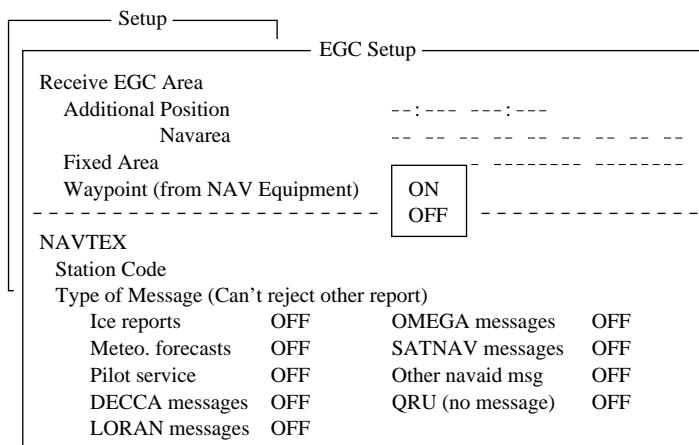 Setup
EGC Setup
Receive EGC Area
Additional Position --:--- ---:---
Navarea -- -- -- -- -- -- -- -- --
Fixed Area - -------- --------
Waypoint (from NAV Equipment) ON
OFF
NAVTEX
Station Code
Type of Message (Can't reject other report)
Ice reports OFF OMEGA messages OFF
Meteo. forecasts OFF SATNAV messages OFF
Pilot service OFF Other navaid msg OFF
DECCA messages OFF QRU (no message) OFF
LORAN messages OFF